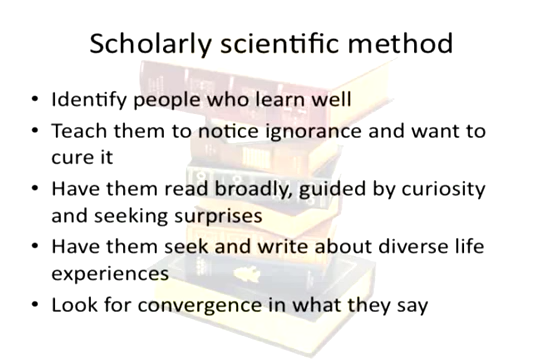 Scholarly scientific method
• Identify people who learn well
• Teach them to notice ignorance and want to
cure it
• Have them read broadly, guided by curiosity
and seeking surprises
• Have them seek and write about diverse life
experiences
• Look for convergence in what they say